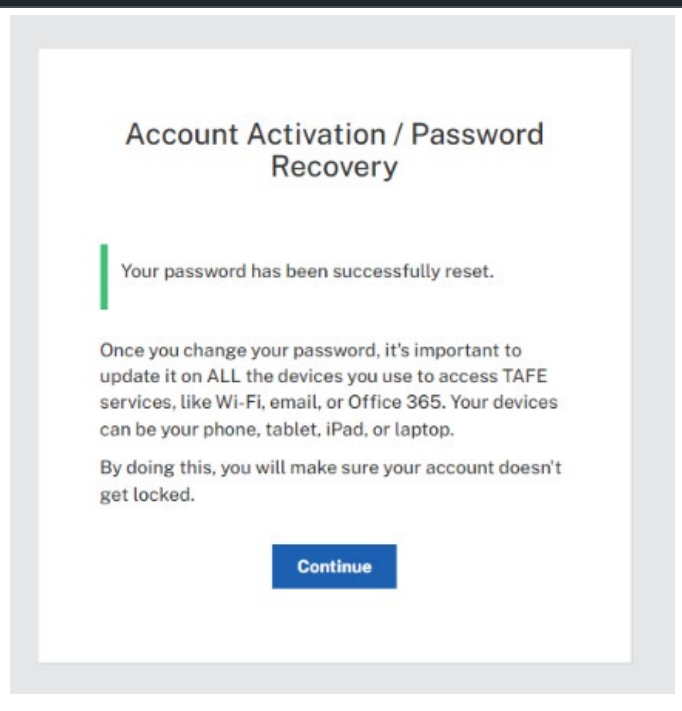 Account Activation / Password
Recovery
Your password has been successfully reset.
Once you change your password, it's important to
update it on ALL the devices you use to access TAFE
services, like Wi-Fi, email, or Office 365. Your devices
can be your phone, tablet, iPad, or laptop.
By doing this, you will make sure your account doesn't
get locked.
Continue